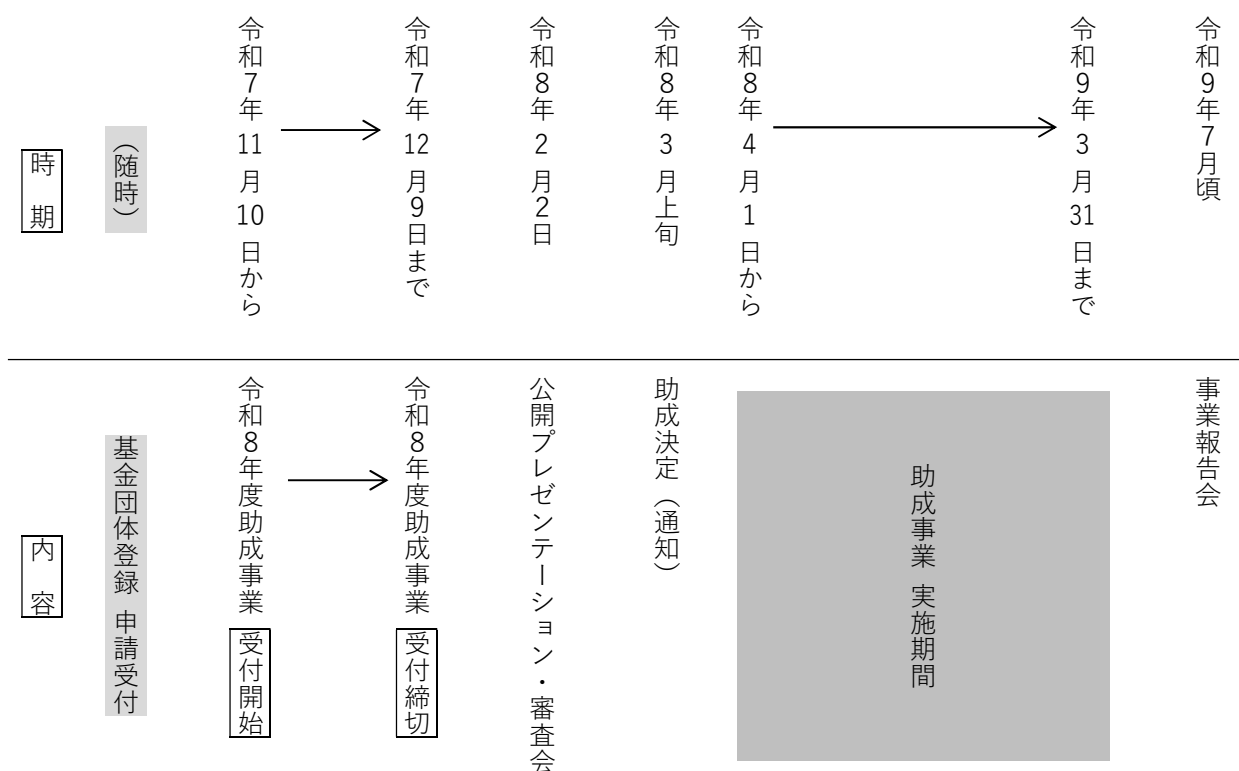 時期
（随時）
令和7年11月10日から
令和7年12月9日まで
令和8年2月2日
令和8年3月上旬
令和8年4月1日から
令和9年3月31日まで
令和9年7月頃
内容
基金団体登録 申請受付
令和8年度助成事業 受付開始
令和8年度助成事業 受付締切
公開プレゼンテーション・審査会
助成決定（通知）
助成事業 実施期間
事業報告会